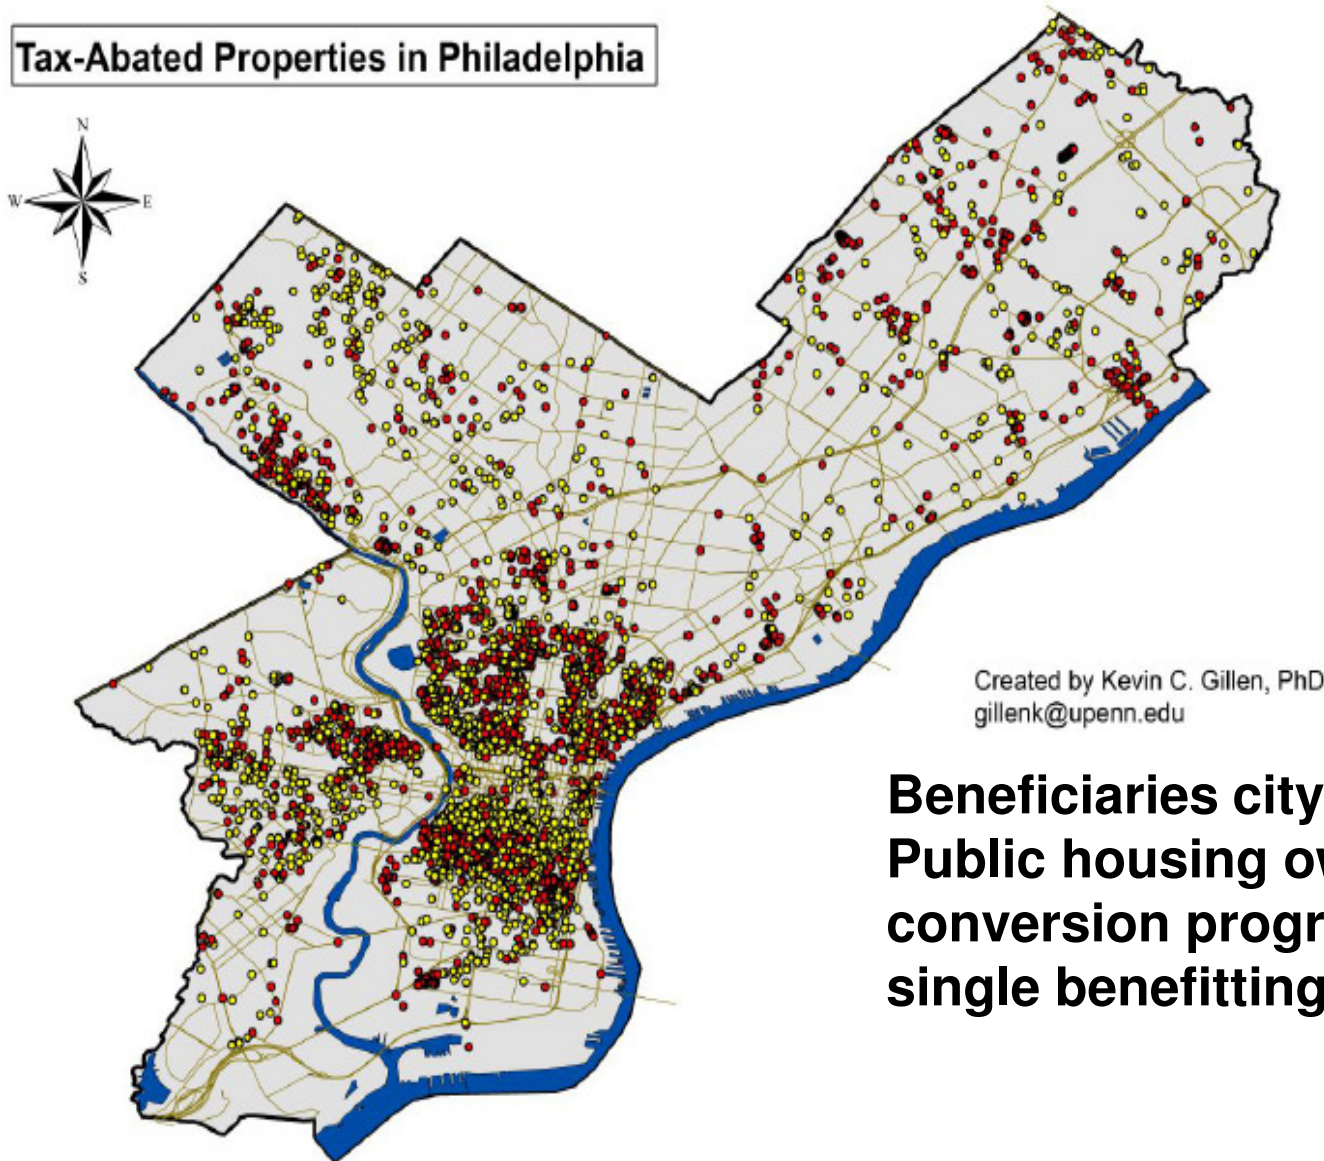 Tax-Abated Properties in Philadelphia
N
W
E
S
Created by Kevin C. Gillen, PhD
gillenk@upenn.edu
Beneficiaries city
Public housing
conversion
single benefitting